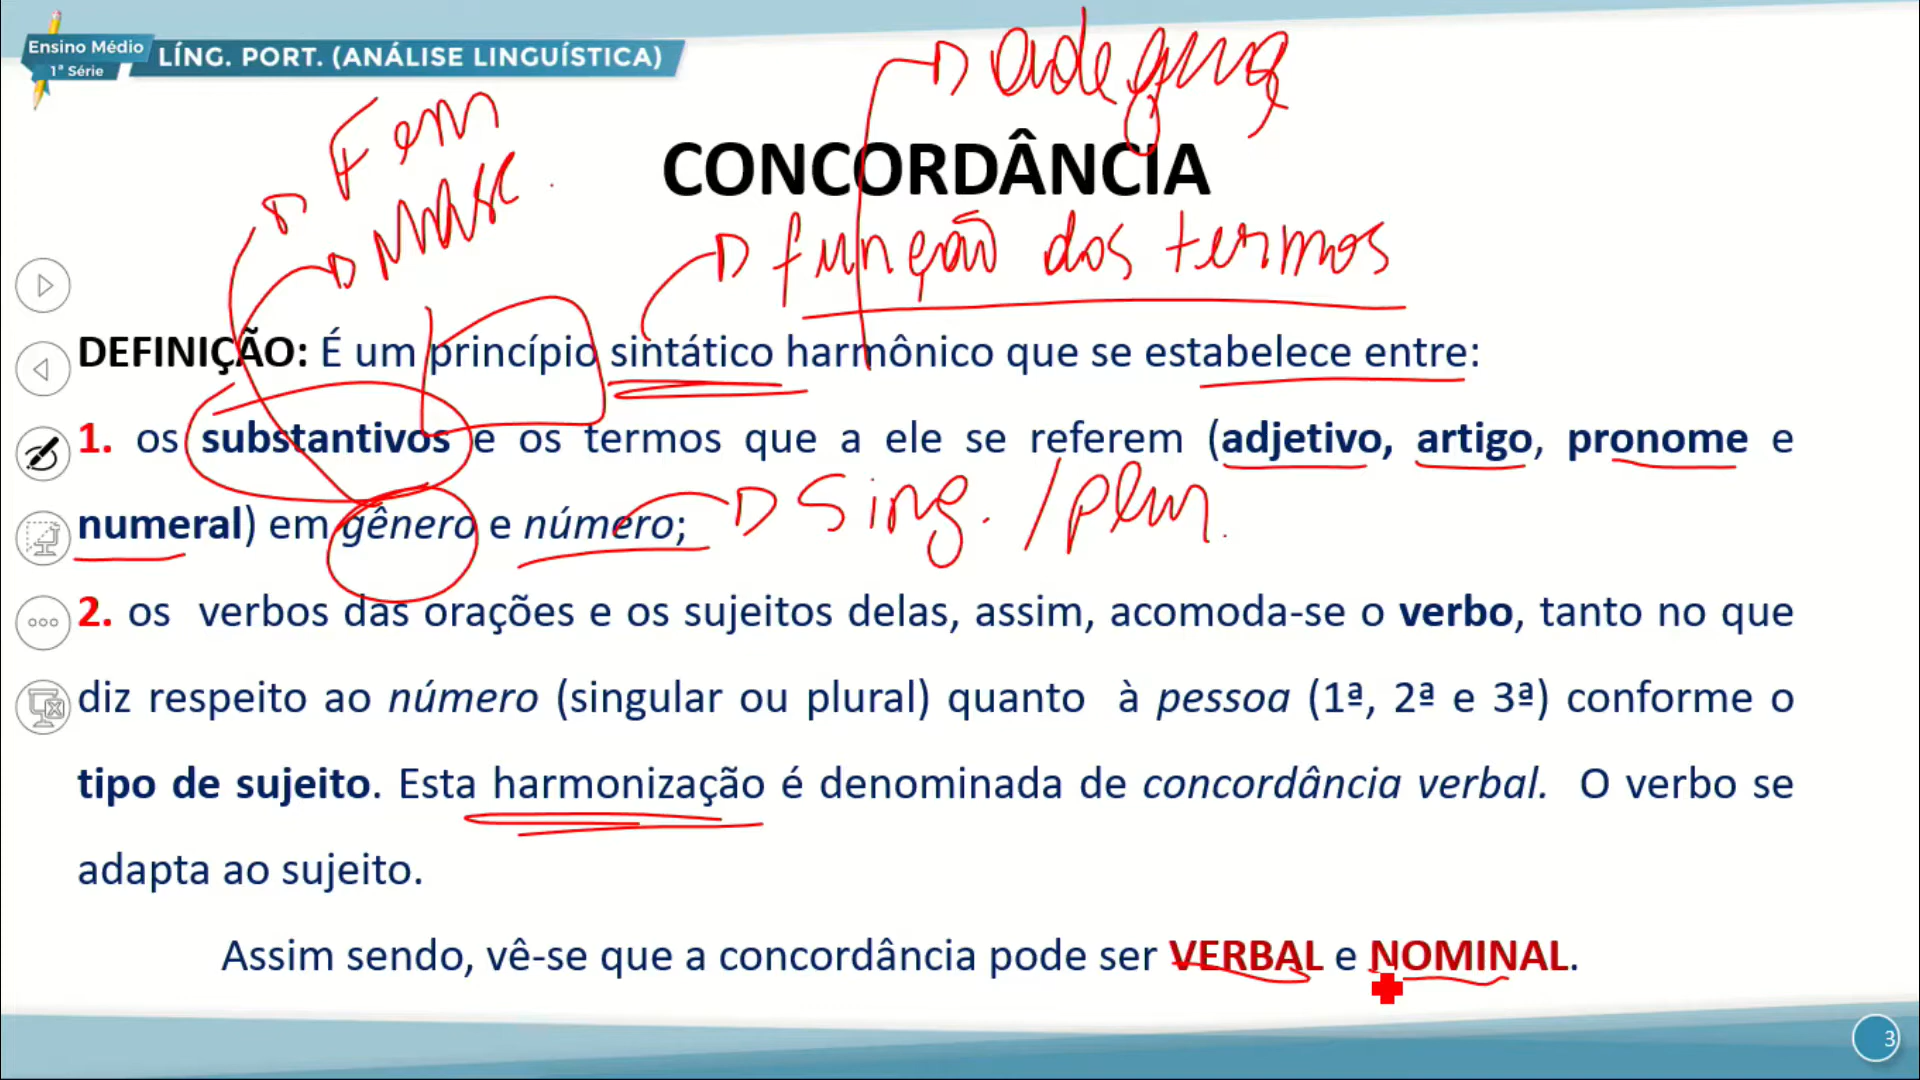 Ensino Médio
1ª Série
LÍNG. PORT. (ANÁLISE LINGUÍSTICA)
Fem
Masc.
CONCORDÂNCIA
função dos termos
DEFINIÇÃO: É um princípio sintático harmônico que se estabelece entre:
1. os substantivos e os termos que a ele se referem (adjetivo, artigo, pronome e
numeral) em gênero e número;
Sing. / plur.
2. os verbos das orações e os sujeitos delas, assim, acomoda-se o verbo, tanto no que
diz respeito ao número (singular ou plural) quanto à pessoa (1ª, 2ª e 3ª) conforme o
tipo de sujeito. Esta harmonização é denominada de concordância verbal. O verbo se
adapta ao sujeito.
Assim sendo, vê-se que a concordância pode ser VERBAL e NOMINAL.
3